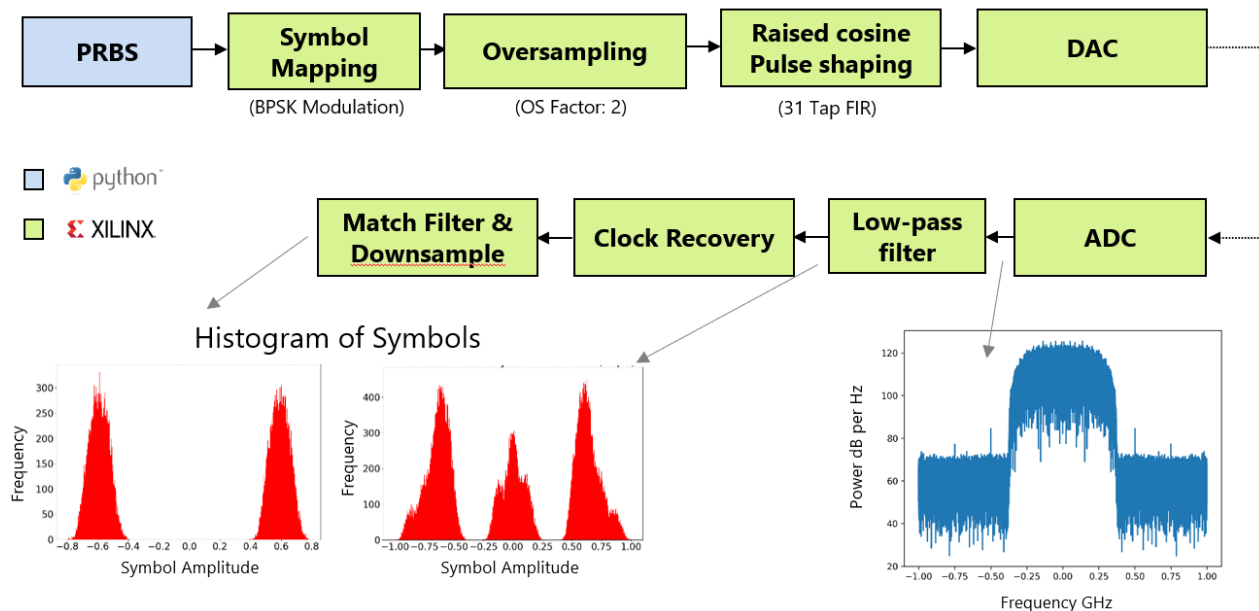 PRBS
Symbol
Mapping
(BPSK Modulation)
Oversampling
(OS Factor: 2)
Raised cosine
Pulse shaping
(31 Tap FIR)
DAC
python™
XILINX
Match Filter &
Downsample
Clock Recovery
Low-pass
filter
ADC
Histogram of Symbols
Frequency
300
250
200
150
100
50
0
−0.8 −0.6 −0.4 −0.2 0.0 0.2 0.4 0.6 0.8
Symbol Amplitude
Frequency
400
300
200
100
0
−1.00 −0.75 −0.50 −0.25 0.00 0.25 0.50 0.75 1.00
Symbol Amplitude
Power dB per Hz
120
100
80
60
40
20
−1.00 −0.75 −0.50 −0.25 0.00 0.25 0.50 0.75 1.00
Frequency GHz